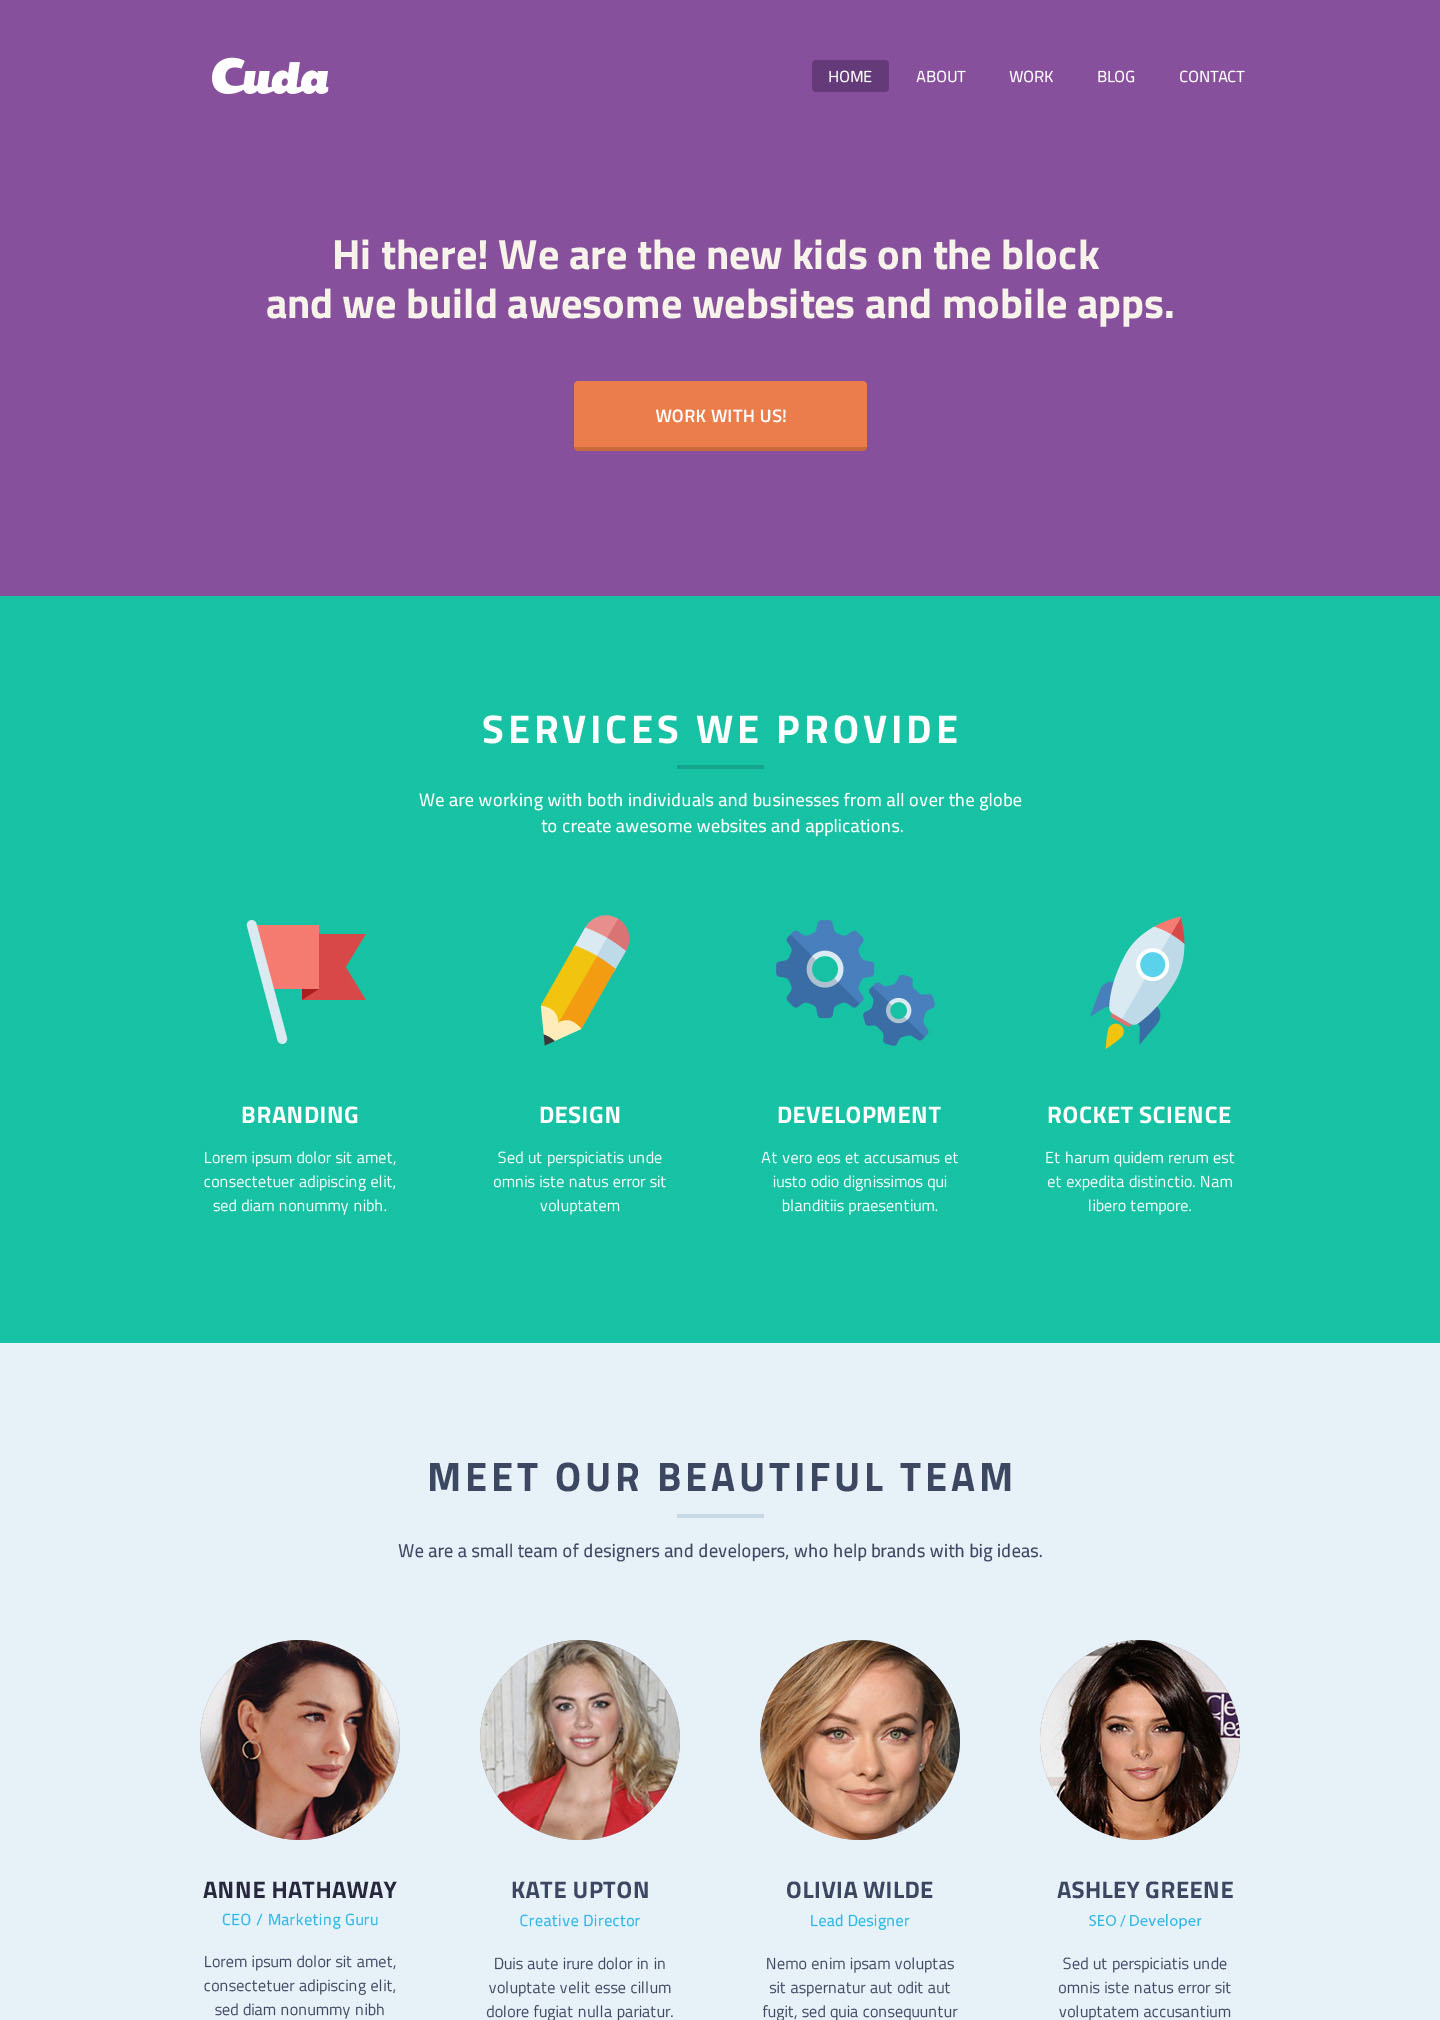 Cuda
HOME ABOUT WORK BLOG CONTACT
Hi there! We are the new kids on the block
and we build awesome websites and mobile apps.
WORK WITH US!
SERVICES WE PROVIDE
We are working with both individuals and businesses from all over the globe
to create awesome websites and applications.
BRANDING
Lorem ipsum dolor sit amet,
consectetuer adipiscing elit,
sed diam nonummy nibh.
DESIGN
Sed ut perspiciatis unde
omnis iste natus error sit
voluptatem
DEVELOPMENT
At vero eos et accusamus et
iusto odio dignissimos qui
blanditiis praesentium.
ROCKET SCIENCE
Et harum quidem rerum est
et expedita distinctio. Nam
libero tempore.
MEET OUR BEAUTIFUL TEAM
We are a small team of designers and developers, who help brands with big ideas.
ANNE HATHAWAY
CEO / Marketing Guru
Lorem ipsum dolor sit amet,
consectetuer adipiscing elit,
sed diam nonummy nibh
KATE UPTON
Creative Director
Duis aute irure dolor in in
voluptate velit esse cillum
dolore fugiat nulla pariatur.
OLIVIA WILDE
Lead Designer
Nemo enim ipsam voluptas
sit aspernatur aut odit aut
fugit, sed quia consequuntur
ASHLEY GREENE
SEO / Developer
Sed ut perspiciatis unde
omnis iste natus error sit
voluptatem accusantium